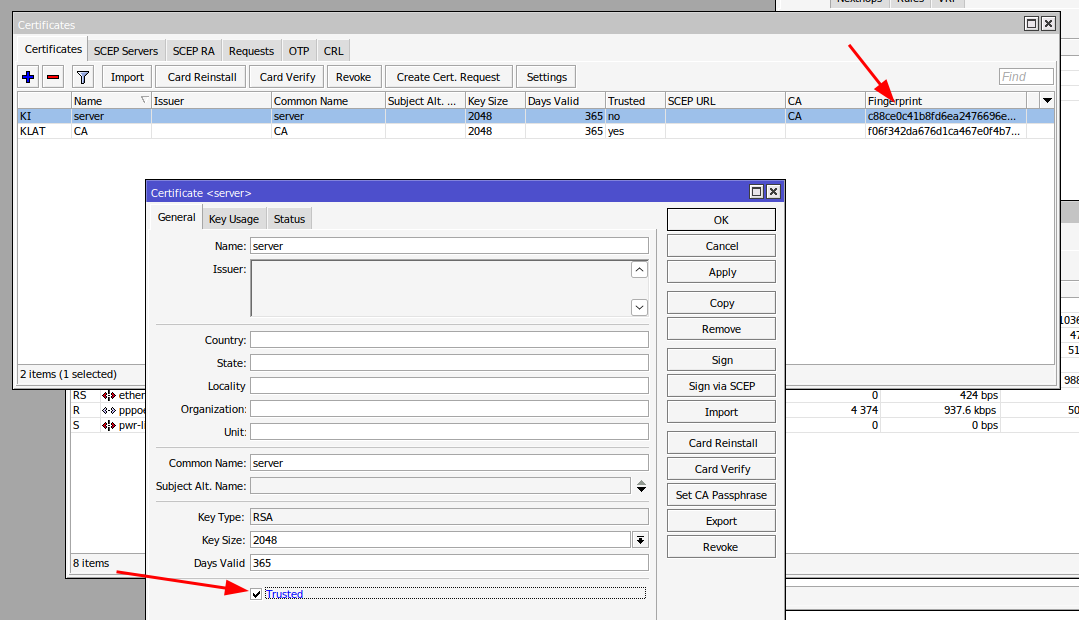 Nexthops Rules VRF
Certificates
Certificates SCEP Servers SCEP RA Requests OTP CRL
Import Card Reinstall Card Verify Revoke Create Cert. Request Settings Find
Name Issuer Common Name Subject Alt. ... Key Size Days Valid Trusted SCEP URL CA Fingerprint
KI server server 2048 365 no CA c88ce0c41b8fd6ea2476696e...
KLAT CA CA 2048 365 yes f06f342da676d1ca467e0f4b7...
Certificate <server>
General Key Usage Status
OK
Name: server
Cancel
Issuer:
Apply
Copy
Remove
Country:
State:
Sign
Locality
Sign via SCEP
Organization:
Import
Unit:
Card Reinstall
Common Name: server
Card Verify
Subject Alt. Name:
Set CA Passphrase
Key Type: RSA
Export
Key Size: 2048
Revoke
Days Valid 365
Trusted
2 items (1 selected)
RS ether 0 424 bps
R pppoe 4 374 937.6 kbps 50
S pwr-li 0 0 bps
8 items
1036
47
51
988